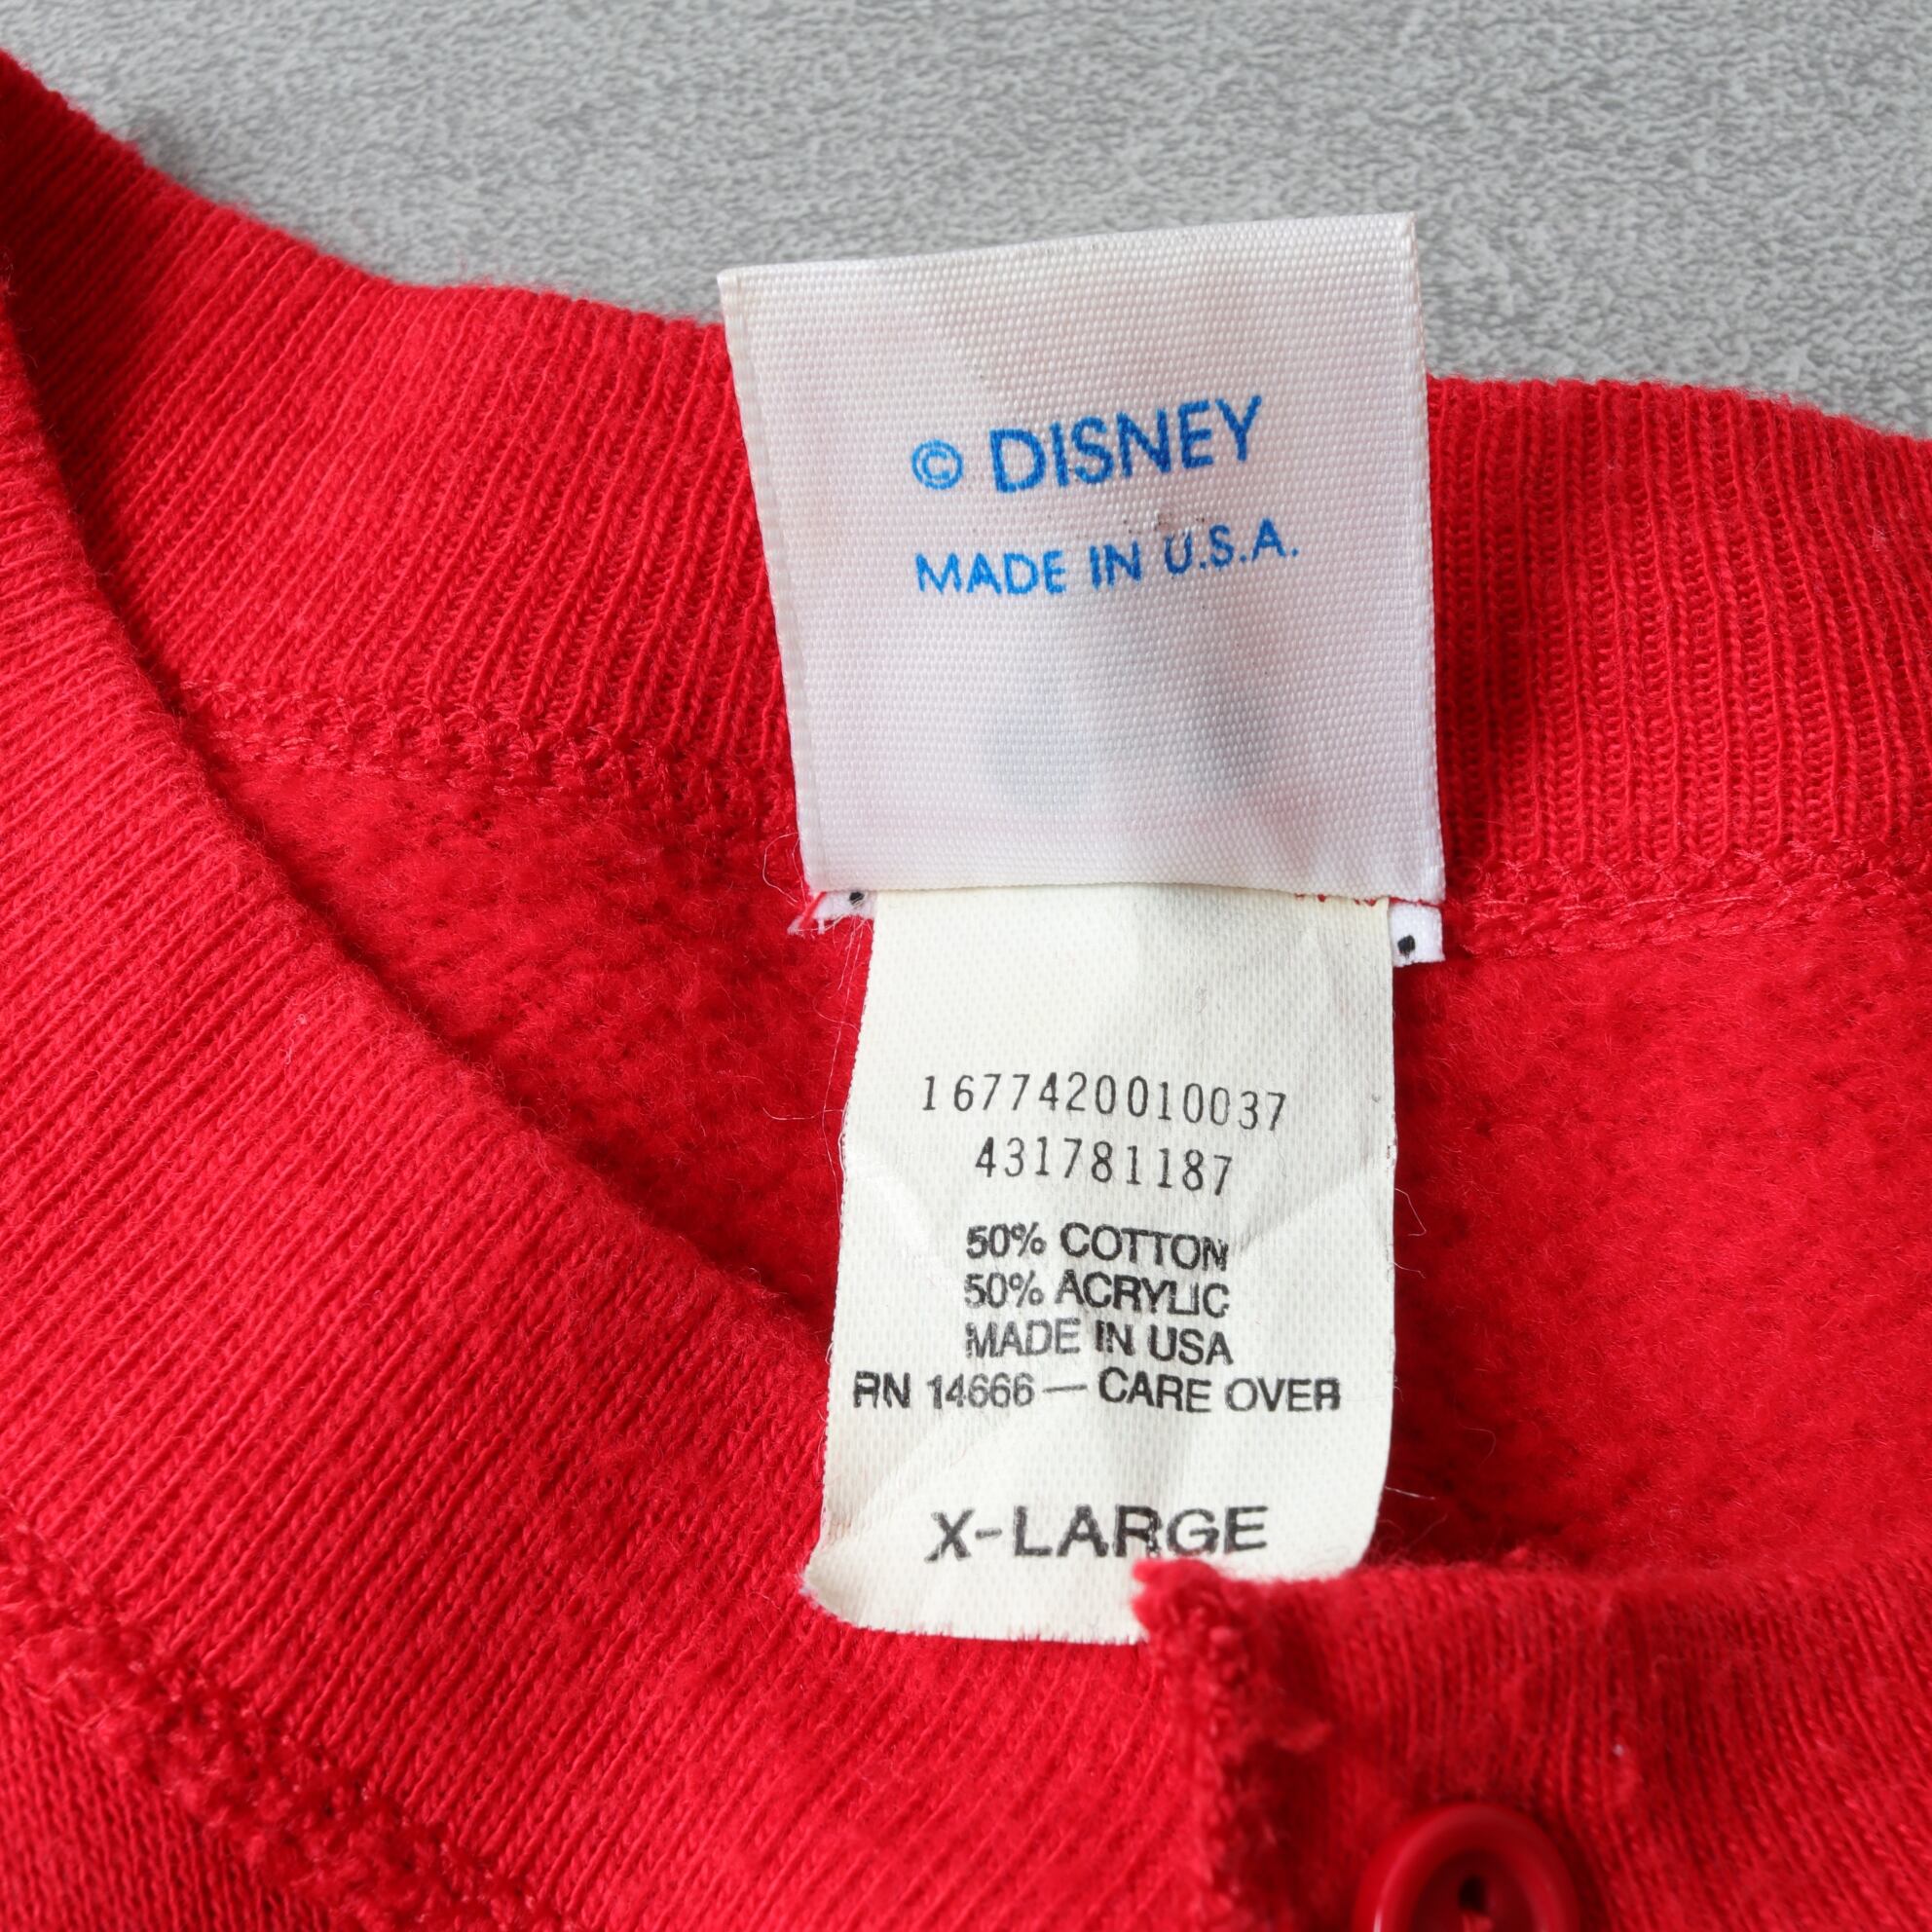 © DISNEY
MADE IN U.S.A.
1677420010037
431781187
50% COTTON
50% ACRYLIC
MADE IN USA
RN 14666 — CARE OVER
X-LARGE